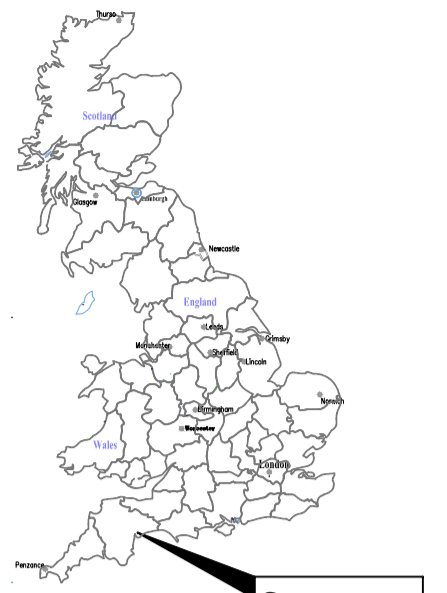 Thurso
Scotland
Edinburgh
Glasgow
Newcastle
England
Leeds
Grimsby
Manchester
Sheffield
Lincoln
Norwich
Birmingham
Worcester
Wales
London
Penzance